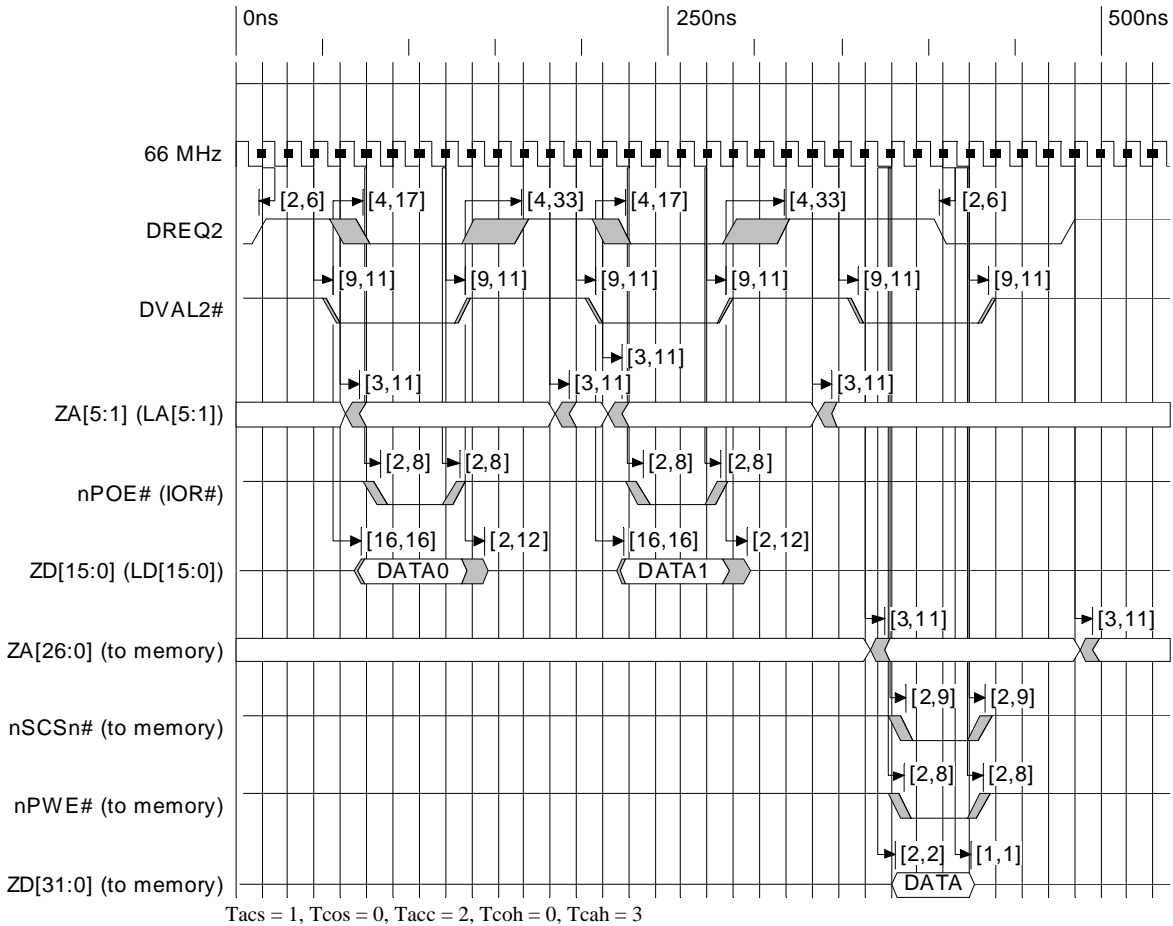 0ns 250ns 500ns
66 MHz
[2,6] [4,17] [4,33] [4,17] [4,33] [2,6]
DREQ2
[9,11] [9,11] [9,11] [9,11] [9,11] [9,11]
DVAL2#
[3,11]
[3,11] [3,11] [3,11]
ZA[5:1] (LA[5:1])
[2,8] [2,8] [2,8] [2,8]
nPOE# (IOR#)
[16,16] [2,12] [16,16] [2,12]
ZD[15:0] (LD[15:0]) DATA0 DATA1
[3,11] [3,11]
ZA[26:0] (to memory)
[2,9] [2,9]
nSCSn# (to memory)
[2,8] [2,8]
nPWE# (to memory)
[2,2] [1,1]
ZD[31:0] (to memory) DATA
Tacs = 1, Tcos = 0, Tacc = 2, Tcoh = 0, Tcah = 3